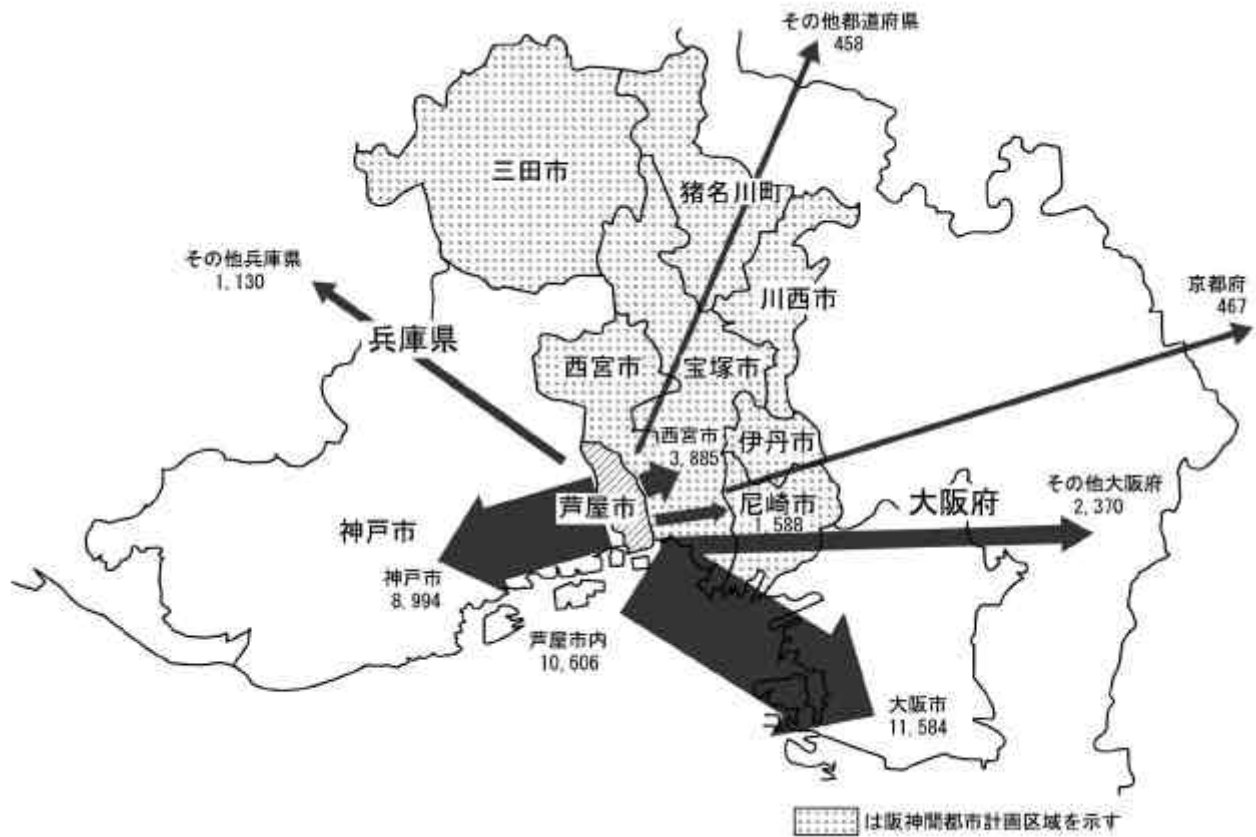 その他都道府県
458
三田市
猪名川町
その他兵庫県
1,130
川西市
京都府
467
兵庫県
西宮市
宝塚市
西宮市
3,885
伊丹市
芦屋市
尼崎市
1,588
大阪府
その他大阪府
2,370
神戸市
神戸市
8,994
芦屋市内
10,606
大阪市
11,584
は阪神間都市計画区域を示す